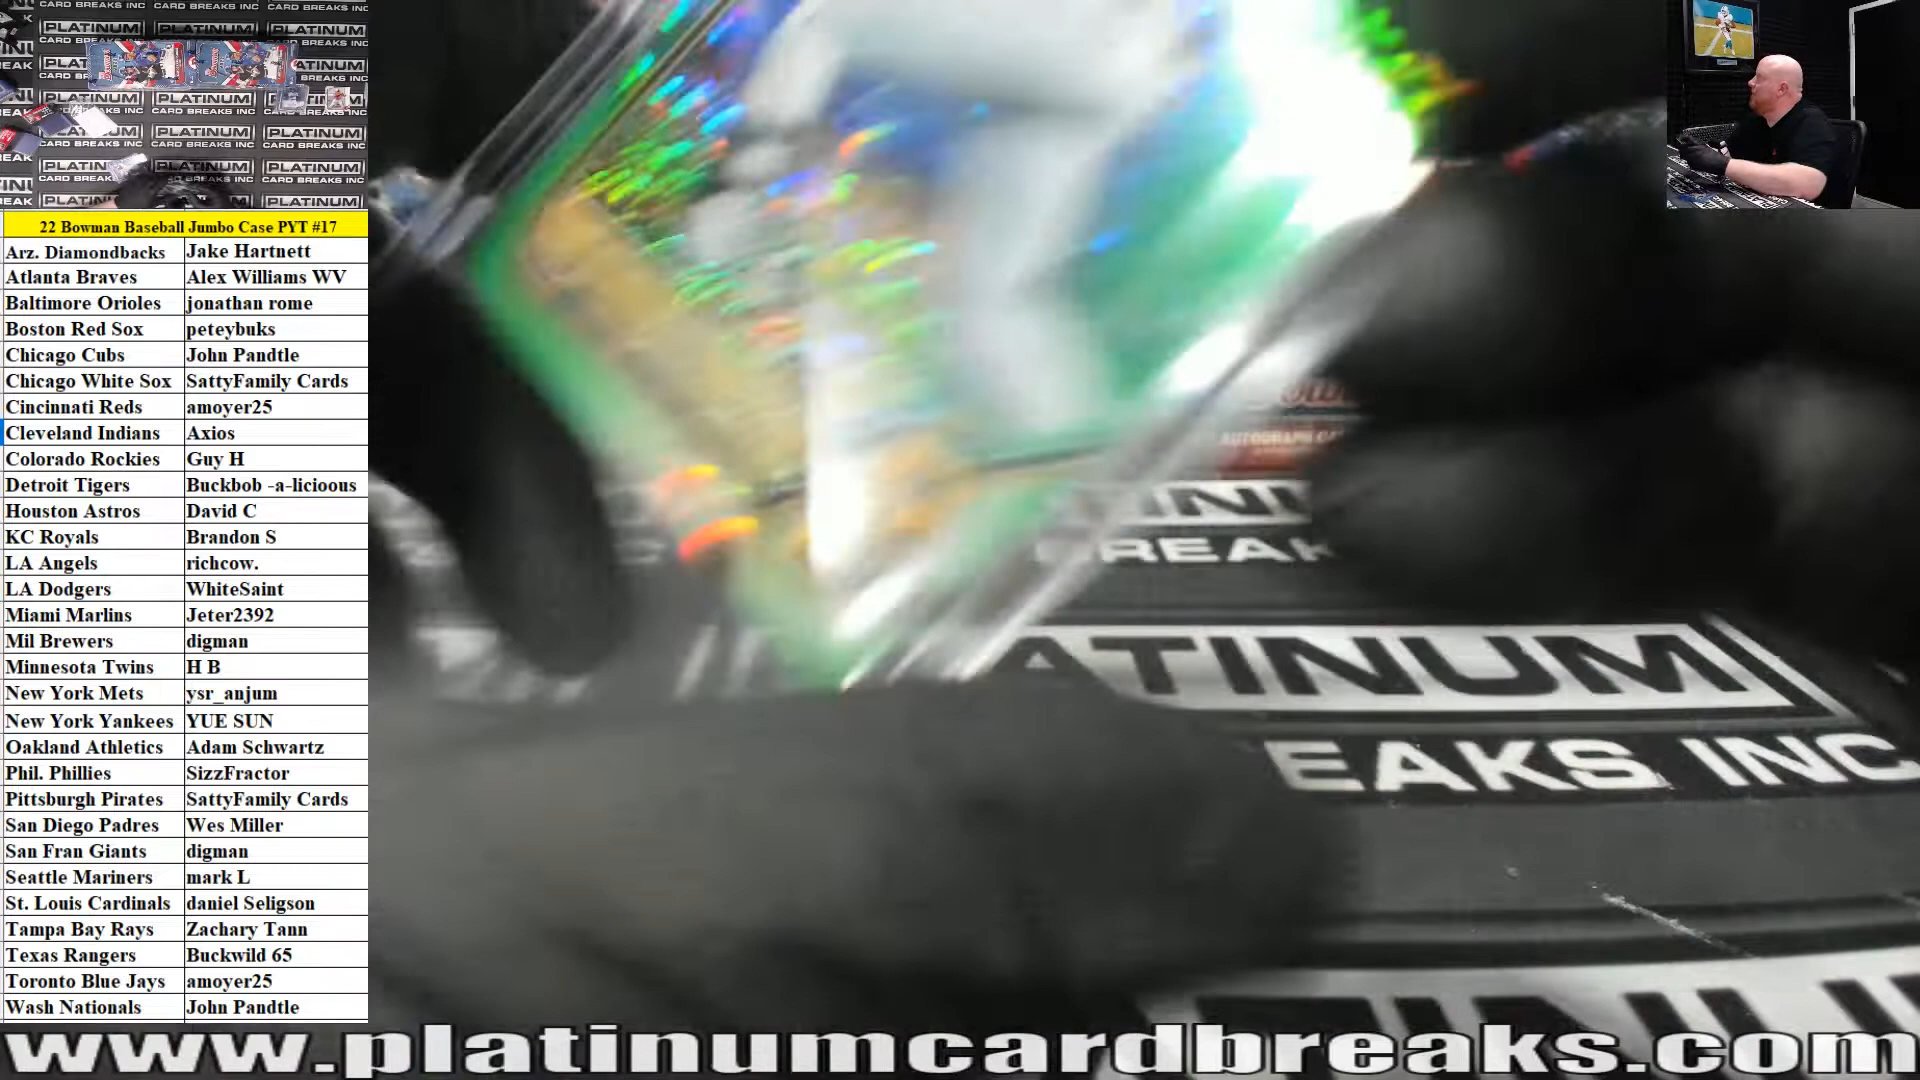 PLATINUM PLATINUM PLATINUM
CARD BREAKS INC CARD BREAKS INC CARD BREAKS INC
22 Bowman Baseball Jumbo Case PYT #17
Arz. Diamondbacks Jake Hartnett
Atlanta Braves Alex Williams WV
Baltimore Orioles jonathan rome
Boston Red Sox peteybuks
Chicago Cubs John Pandtle
Chicago White Sox SattyFamily Cards
Cincinnati Reds amoyer25
Cleveland Indians Axios
Colorado Rockies Guy H
Detroit Tigers Buckbob -a-licioous
Houston Astros David C
KC Royals Brandon S
LA Angels richcow.
LA Dodgers WhiteSaint
Miami Marlins Jeter2392
Mil Brewers digman
Minnesota Twins H B
New York Mets ysr_anjum
New York Yankees YUE SUN
Oakland Athletics Adam Schwartz
Phil. Phillies SizzFractor
Pittsburgh Pirates SattyFamily Cards
San Diego Padres Wes Miller
San Fran Giants digman
Seattle Mariners mark L
St. Louis Cardinals daniel Seligson
Tampa Bay Rays Zachary Tann
Texas Rangers Buckwild 65
Toronto Blue Jays amoyer25
Wash Nationals John Pandtle
AUTOGRAPH
BREAK
ATINUM
EAKS INC
www.platinumcardbreaks.com